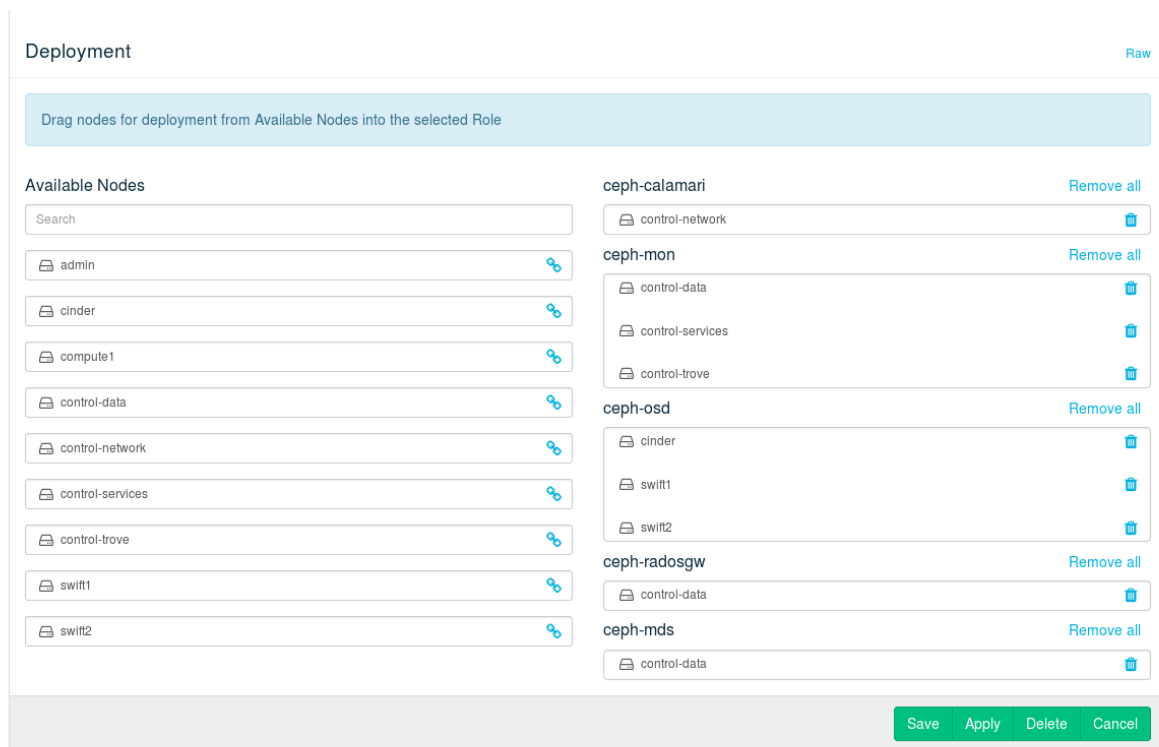 Deployment
Raw
Drag nodes for deployment from Available Nodes into the selected Role
Available Nodes
Search
admin
cinder
compute1
control-data
control-network
control-services
control-trove
swift1
swift2
ceph-calamari
Remove all
control-network
ceph-mon
Remove all
control-data
control-services
control-trove
ceph-osd
Remove all
cinder
swift1
swift2
ceph-radosgw
Remove all
control-data
ceph-mds
Remove all
control-data
Save Apply Delete Cancel